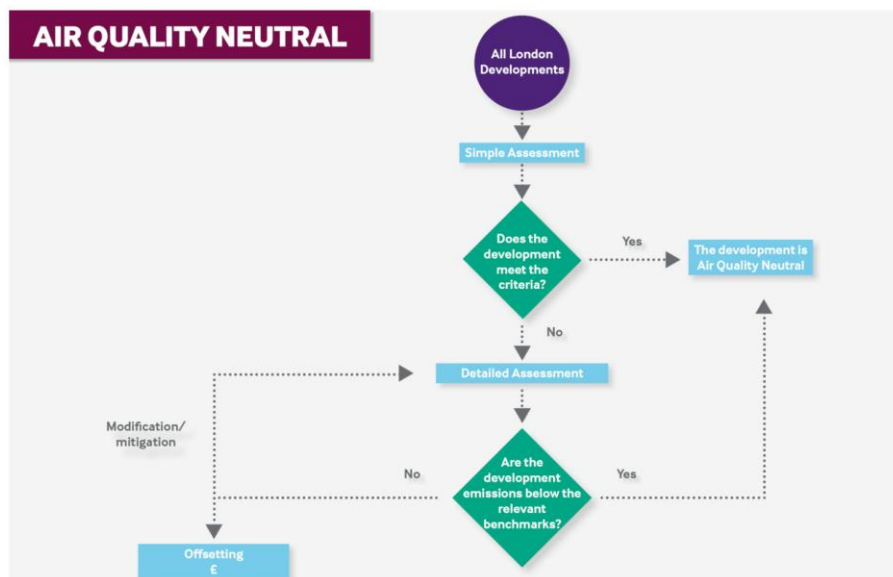 AIR QUALITY NEUTRAL
All London
Developments
Simple Assessment
Does the
development
meet the
criteria?
Yes
The development is
Air Quality Neutral
No
Detailed Assessment
Modification/
mitigation
No
Are the
development
emissions below the
relevant
benchmarks?
Yes
Offsetting
£